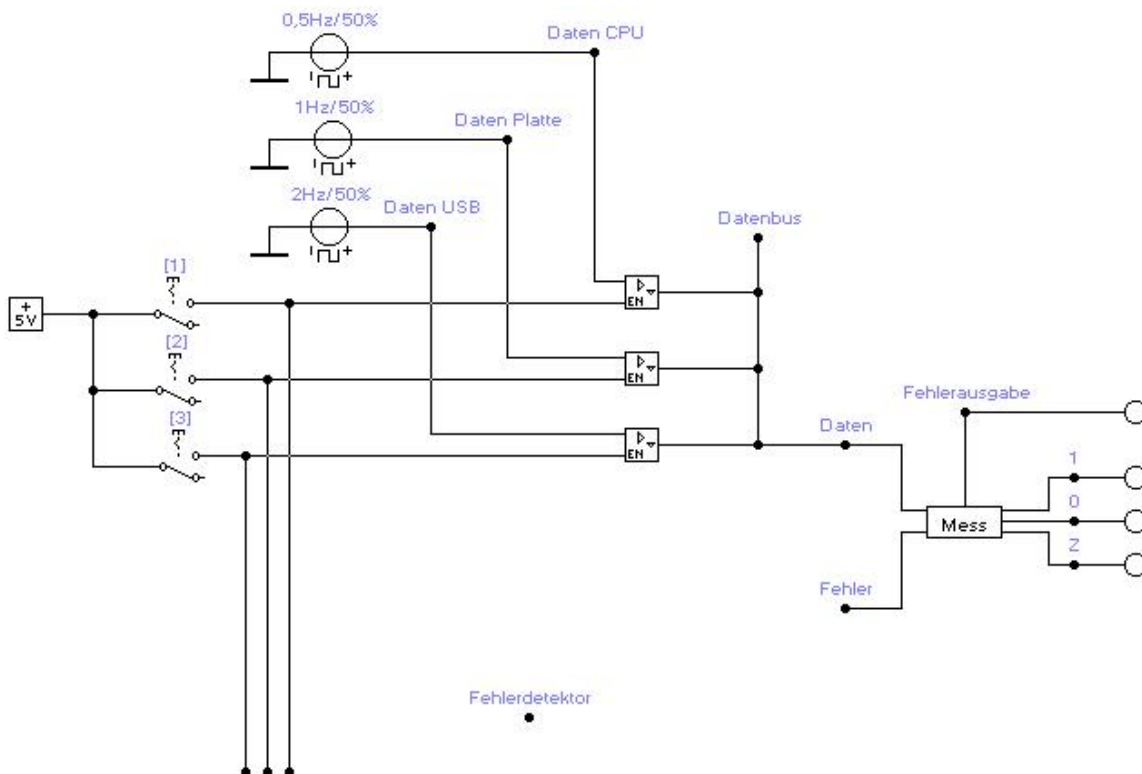 0,5Hz/50%
Daten CPU
1Hz/50%
Daten Platte
2Hz/50%
Daten USB
Datenbus
[1]
EN
+
5V
[2]
EN
Fehlerausgabe
[3]
Daten
EN
1
0
Mess
Z
Fehler
Fehlerdetektor